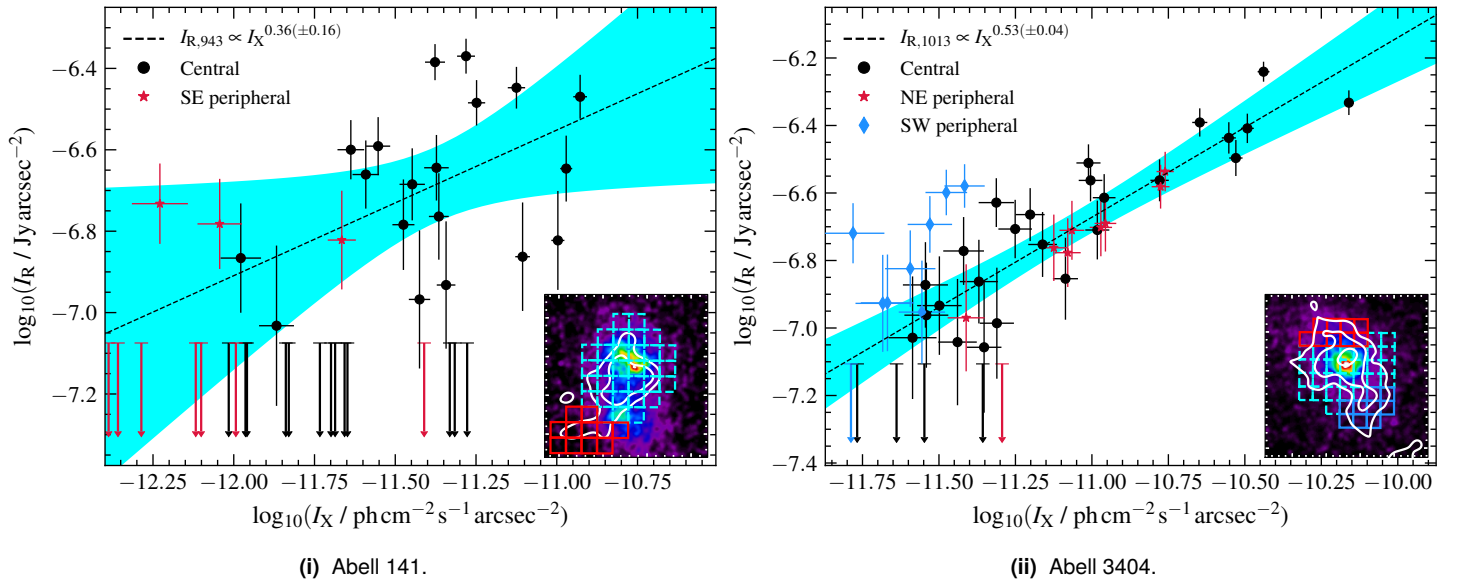 I_R,943 ∝ I_X^0.36(±0.16)
Central
SE peripheral
−6.4
−6.6
−6.8
−7.0
−7.2
log₁₀(I_R / Jy arcsec⁻²)
−12.25 −12.00 −11.75 −11.50 −11.25 −11.00 −10.75
log₁₀(I_X / ph cm⁻² s⁻¹ arcsec⁻²)
(i) Abell 141.
I_R,1013 ∝ I_X^0.53(±0.04)
Central
NE peripheral
SW peripheral
−6.2
−6.4
−6.6
−6.8
−7.0
−7.2
−7.4
log₁₀(I_R / Jy arcsec⁻²)
−11.75 −11.50 −11.25 −11.00 −10.75 −10.50 −10.25 −10.00
log₁₀(I_X / ph cm⁻² s⁻¹ arcsec⁻²)
(ii) Abell 3404.